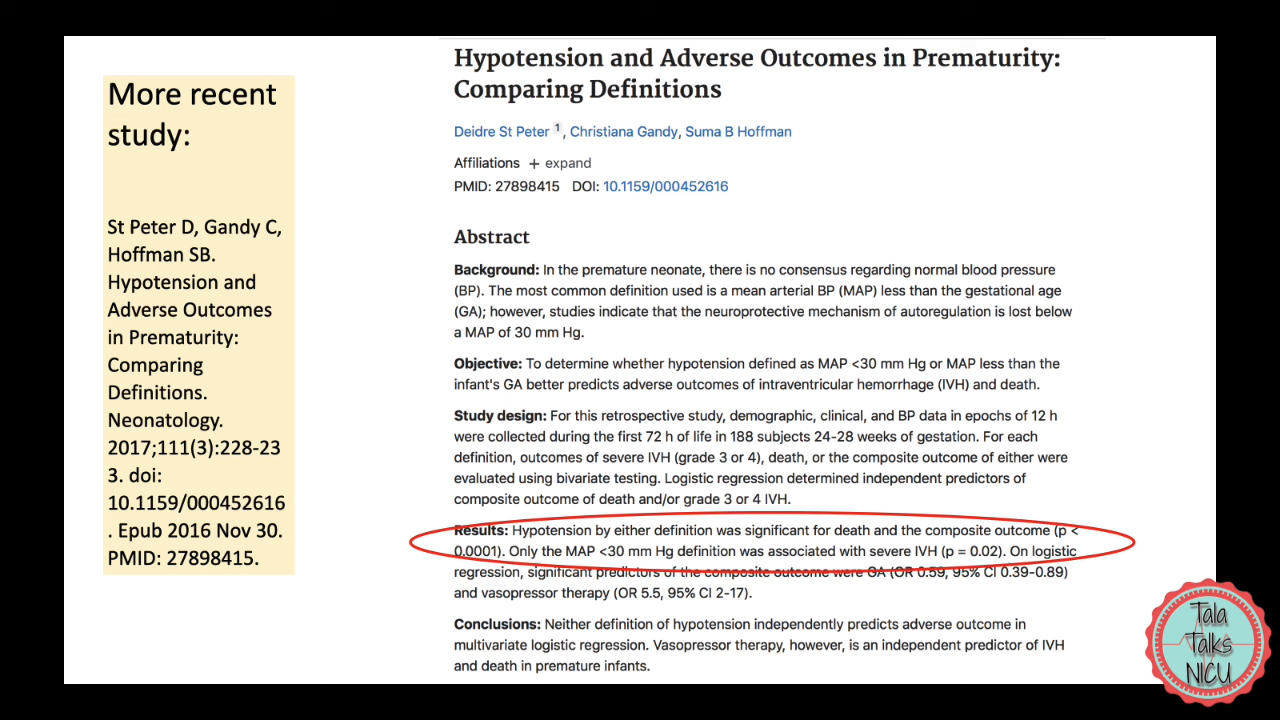 More recent
study:
St Peter D, Gandy C,
Hoffman SB.
Hypotension and
Adverse Outcomes
in Prematurity:
Comparing
Definitions.
Neonatology.
2017;111(3):228-23
3. doi:
10.1159/000452616
. Epub 2016 Nov 30.
PMID: 27898415.
Hypotension and Adverse Outcomes in Prematurity:
Comparing Definitions
Deidre St Peter 1, Christiana Gandy, Suma B Hoffman
Affiliations + expand
PMID: 27898415 DOI: 10.1159/000452616
Abstract
Background: In the premature neonate, there is no consensus regarding normal blood pressure
(BP). The most common definition used is a mean arterial BP (MAP) less than the gestational age
(GA); however, studies indicate that the neuroprotective mechanism of autoregulation is lost below
a MAP of 30 mm Hg.
Objective: To determine whether hypotension defined as MAP <30 mm Hg or MAP less than the
infant's GA better predicts adverse outcomes of intraventricular hemorrhage (IVH) and death.
Study design: For this retrospective study, demographic, clinical, and BP data in epochs of 12 h
were collected during the first 72 h of life in 188 subjects 24-28 weeks of gestation. For each
definition, outcomes of severe IVH (grade 3 or 4), death, or the composite outcome of either were
evaluated using bivariate testing. Logistic regression determined independent predictors of
composite outcome of death and/or grade 3 or 4 IVH.
Results: Hypotension by either definition was significant for death and the composite outcome (p <
0.0001). Only the MAP <30 mm Hg definition was associated with severe IVH (p = 0.02). On logistic
regression, significant predictors of the composite outcome were GA (OR 0.59, 95% CI 0.39-0.89)
and vasopressor therapy (OR 5.5, 95% CI 2-17).
Conclusions: Neither definition of hypotension independently predicts adverse outcome in
multivariate logistic regression. Vasopressor therapy, however, is an independent predictor of IVH
and death in premature infants.
Tala
Talks
NICU